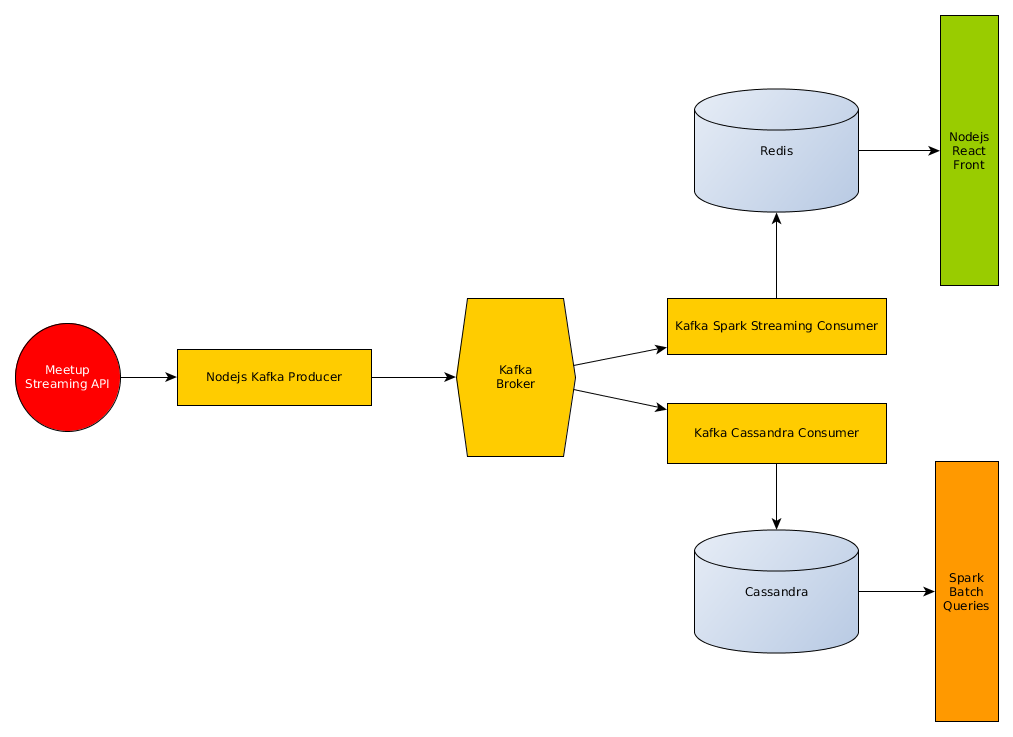 Meetup
Streaming API
Nodejs Kafka Producer
Kafka
Broker
Kafka Spark Streaming Consumer
Kafka Cassandra Consumer
Redis
Nodejs
React
Front
Cassandra
Spark
Batch
Queries